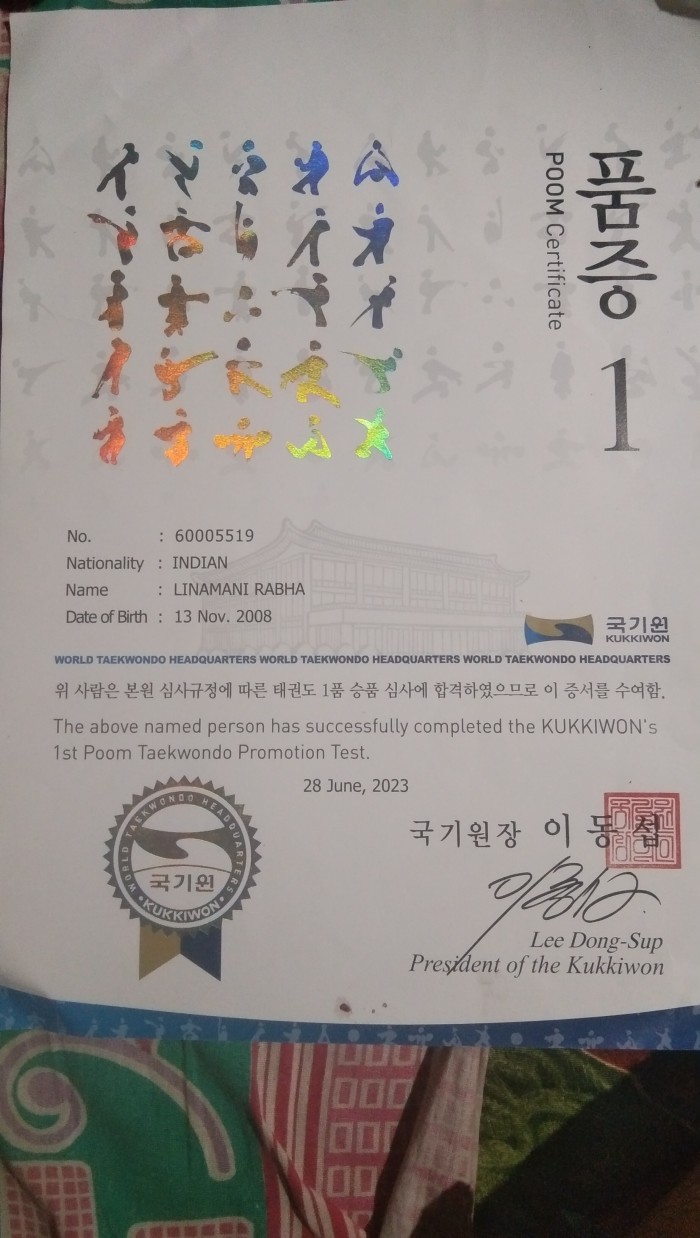 품증
POOM Certificate
1
No. : 60005519
Nationality : INDIAN
Name : LINAMANI RABHA
Date of Birth : 13 Nov. 2008
국기원
KUKKIWON
WORLD TAEKWONDO HEADQUARTERS WORLD TAEKWONDO HEADQUARTERS WORLD TAEKWONDO HEADQUARTERS
위 사람은 본원 심사규정에 따른 태권도 1품 승품 심사에 합격하였으므로 이 증서를 수여함.
The above named person has successfully completed the KUKKIWON's
1st Poom Taekwondo Promotion Test.
28 June, 2023
WORLD TAEKWONDO HEADQUARTERS
국기원
KUKKIWON
국기원장 이동섭
Lee Dong-Sup
President of the Kukkiwon